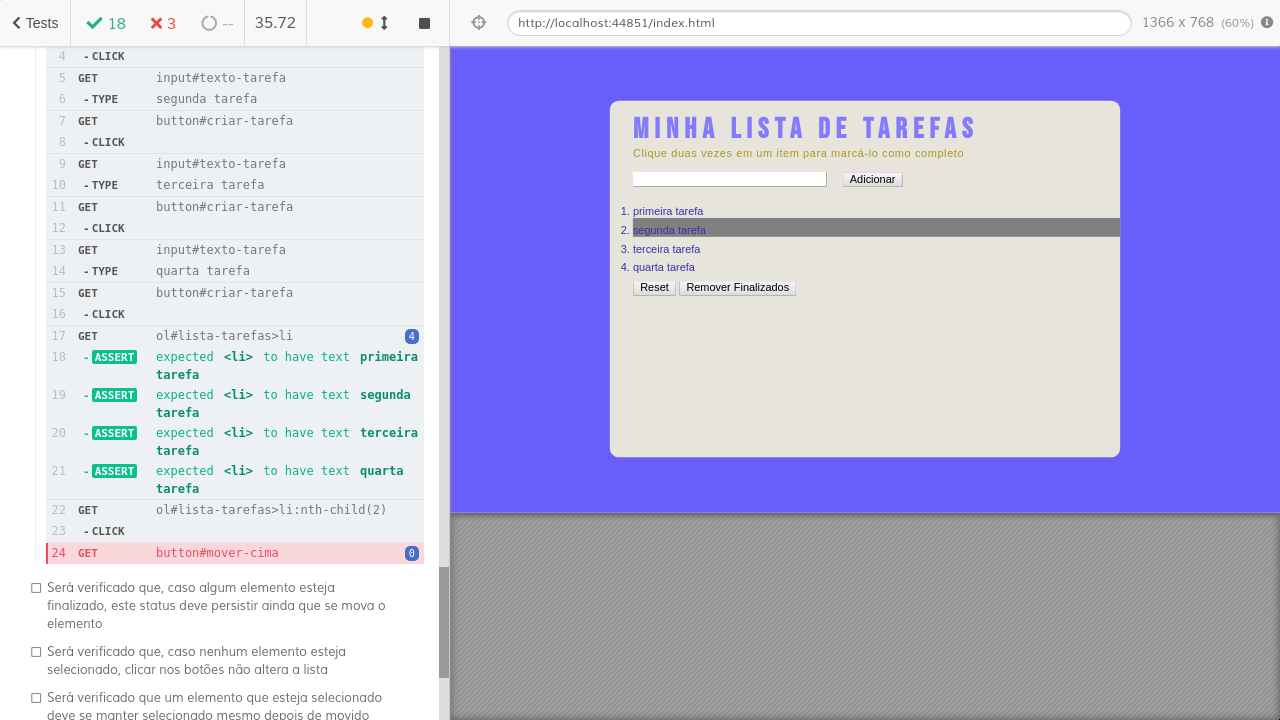 Tests 18 3 -- 35.72 http://localhost:44851/index.html 1366 x 768 (60%)
4 - CLICK
5 GET input#texto-tarefa
6 - TYPE segunda tarefa
7 GET button#criar-tarefa
8 - CLICK
9 GET input#texto-tarefa
10 - TYPE terceira tarefa
11 GET button#criar-tarefa
12 - CLICK
13 GET input#texto-tarefa
14 - TYPE quarta tarefa
15 GET button#criar-tarefa
16 - CLICK
17 GET ol#lista-tarefas>li 4
18 - ASSERT expected <li> to have text primeira
tarefa
19 - ASSERT expected <li> to have text segunda
tarefa
20 - ASSERT expected <li> to have text terceira
tarefa
21 - ASSERT expected <li> to have text quarta
tarefa
22 GET ol#lista-tarefas>li:nth-child(2)
23 - CLICK
24 GET button#mover-cima 0
Será verificado que, caso algum elemento esteja
finalizado, este status deve persistir ainda que se mova o
elemento
Será verificado que, caso nenhum elemento esteja
selecionado, clicar nos botões não altera a lista
Será verificado que um elemento que esteja selecionado
deve se manter selecionado mesmo depois de movido
MINHA LISTA DE TAREFAS
Clique duas vezes em um item para marcá-lo como completo
Adicionar
1. primeira tarefa
2. segunda tarefa
3. terceira tarefa
4. quarta tarefa
Reset Remover Finalizados